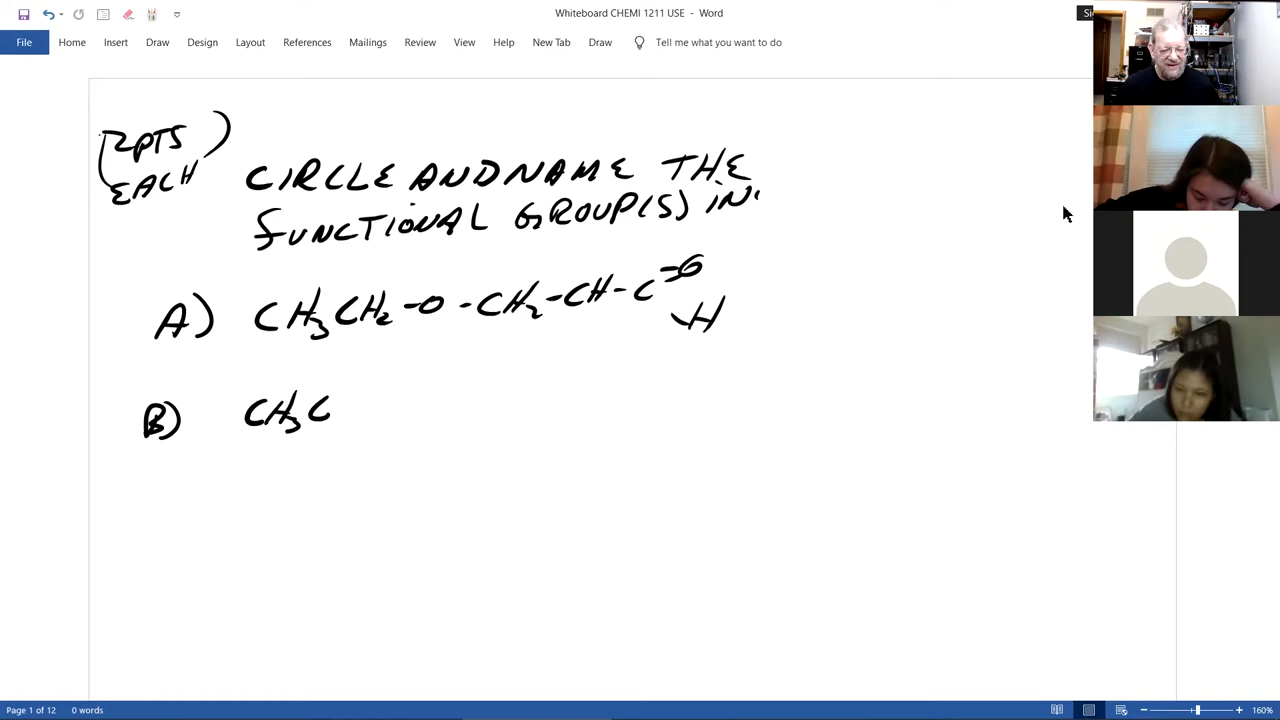 Whiteboard CHEMI 1211 USE - Word
File Home Insert Draw Design Layout References Mailings Review View Help New Tab Draw Tell me what you want to do
(2PTS EACH)
CIRCLE AND NAME THE
FUNCTIONAL GROUP(S) IN:
A) CH₃CH₂-O-CH₂-CH-C=O
-H
B) CH₃C
Page 1 of 12 0 words 160%